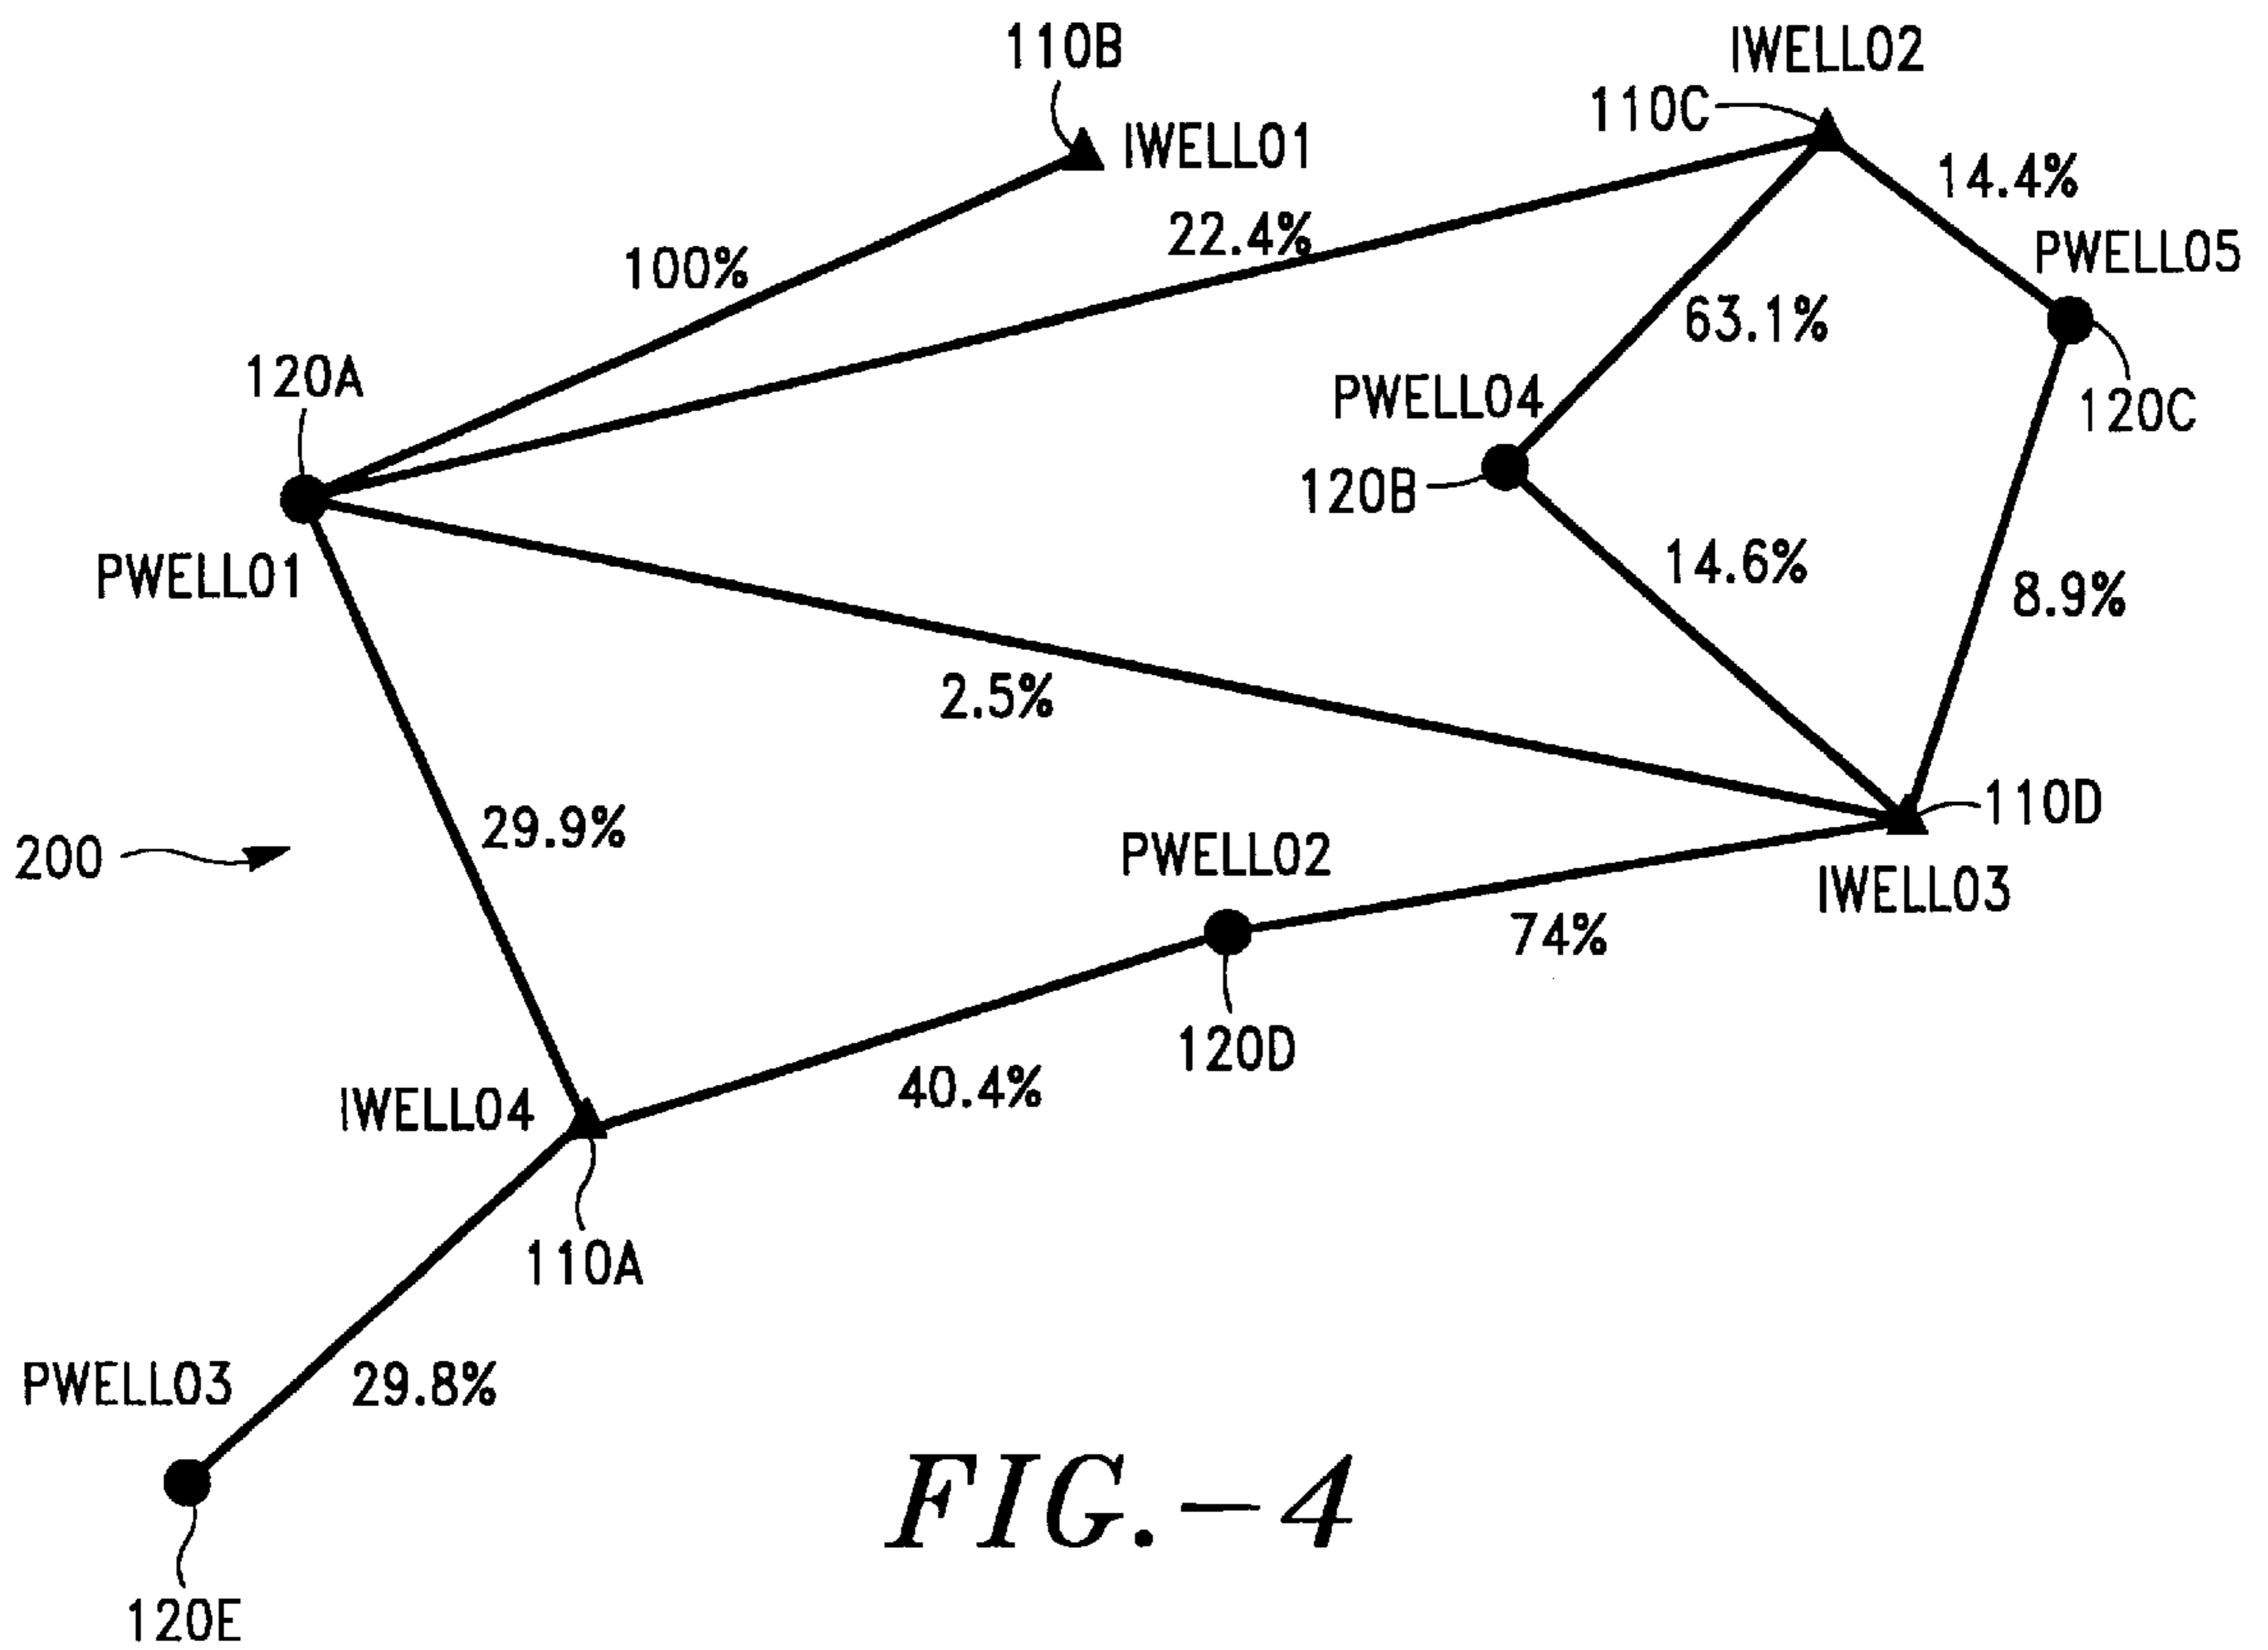 110B
IWELL02
110C
IWELL01
14.4%
22.4%
PWELL05
100%
63.1%
120A
PWELL04
120C
120B
PWELL01
14.6%
8.9%
2.5%
110D
29.9%
200
PWELL02
IWELL03
74%
120D
40.4%
IWELL04
110A
PWELL03
29.8%
FIG.-4
120E